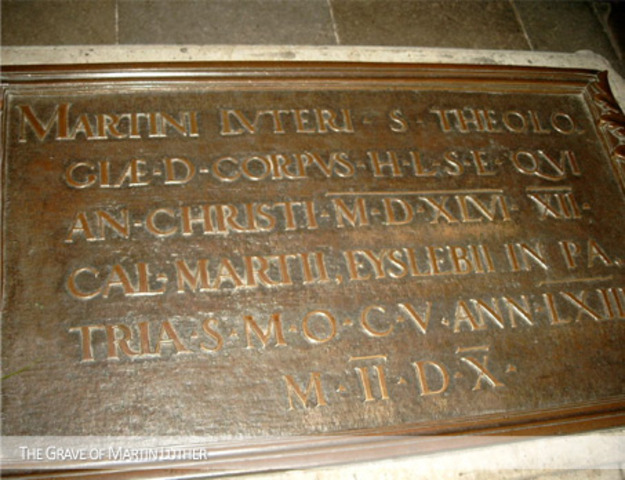 MARTINI LVTERI S · THEOLO
GIÆ · D · CORPVS · H · L · S · E · QVI
AN · CHRISTI · M · D · XLVI · XII ·
CAL · MARTII, EYSLEBII IN PA
TRIA · S · M · O · C · V · ANN · LXIII
M · II · D · X ·
THE GRAVE OF MARTIN LUTHER